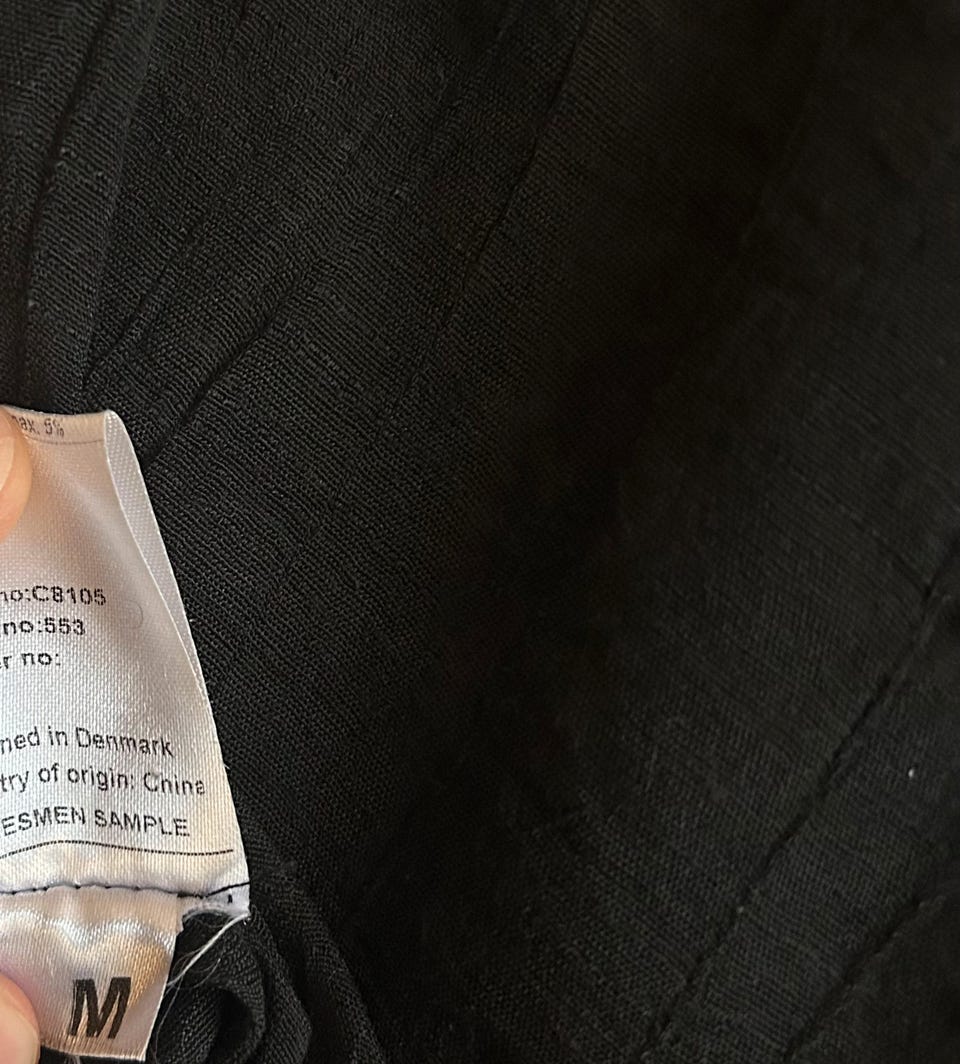 ax. 5%
no:C8105
no:553
r no:
ned in Denmark
try of origin: China
ESMEN SAMPLE
M